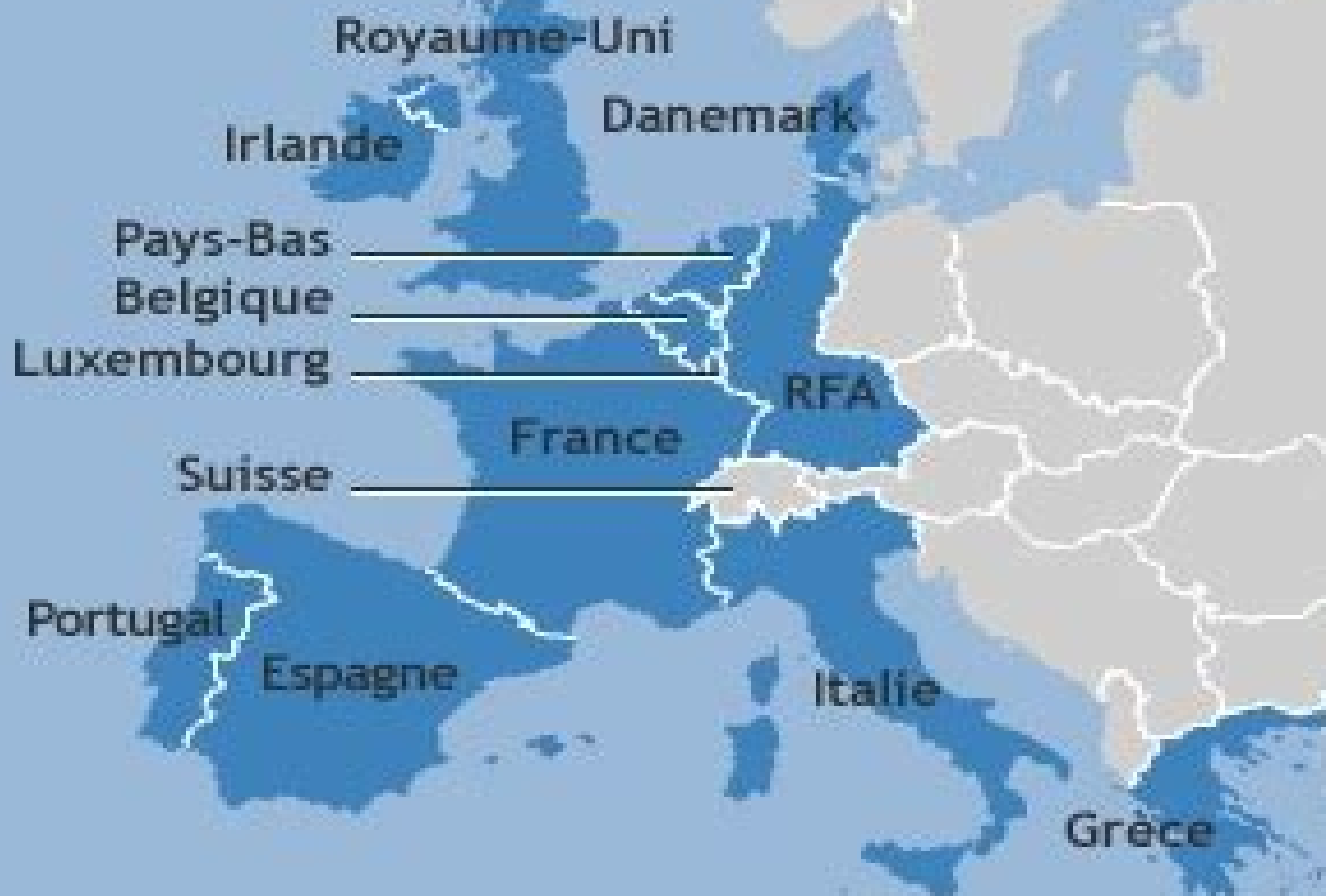 Royaume-Uni
Danemark
Irlande
Pays-Bas
Belgique
Luxembourg
RFA
France
Suisse
Portugal
Espagne
Italie
Grèce